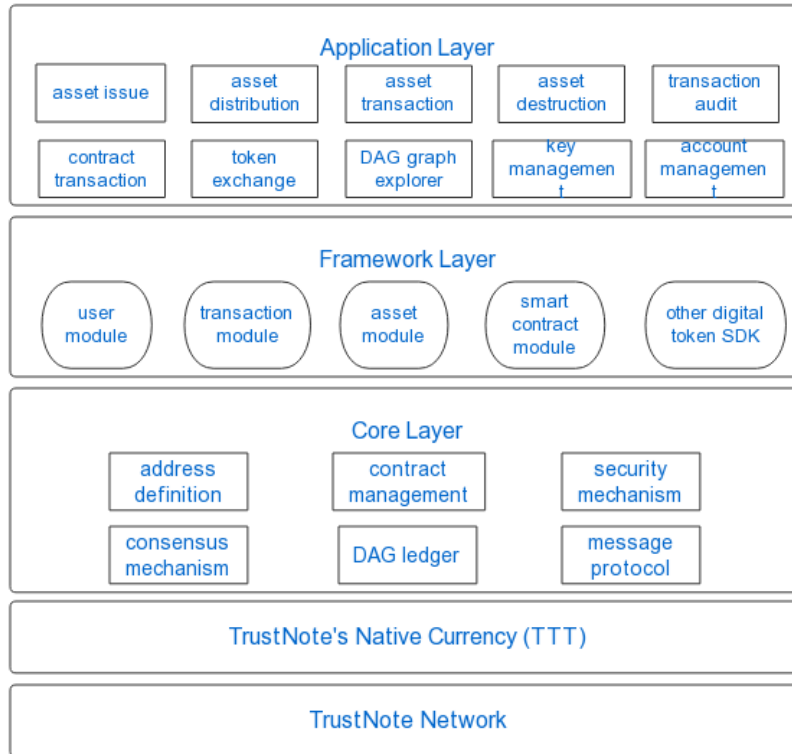 Application Layer
asset issue
asset
distribution
asset
transaction
asset
destruction
transaction
audit
contract
transaction
token
exchange
DAG graph
explorer
key
managemen
t
account
managemen
t
Framework Layer
user
module
transaction
module
asset
module
smart
contract
module
other digital
token SDK
Core Layer
address
definition
contract
management
security
mechanism
consensus
mechanism
DAG ledger
message
protocol
TrustNote's Native Currency (TTT)
TrustNote Network